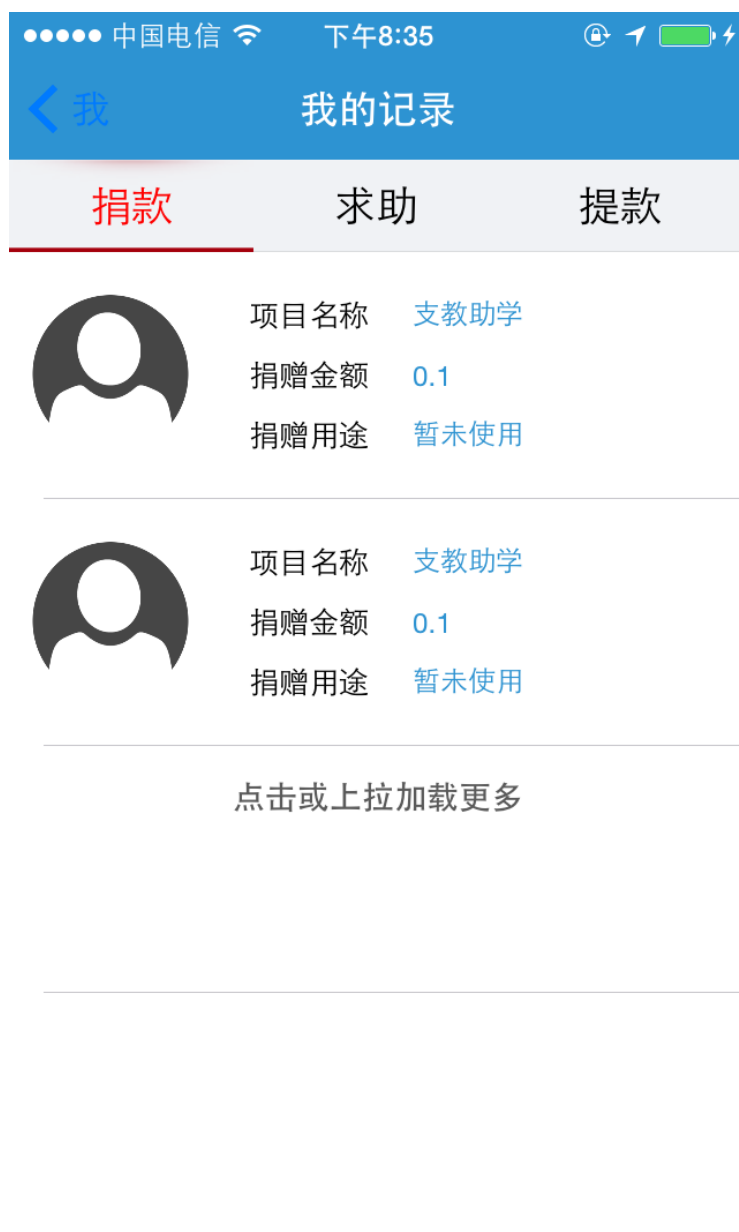 中国电信 下午8:35
我 我的记录
捐款 求助 提款
项目名称 支教助学
捐赠金额 0.1
捐赠用途 暂未使用
项目名称 支教助学
捐赠金额 0.1
捐赠用途 暂未使用
点击或上拉加载更多